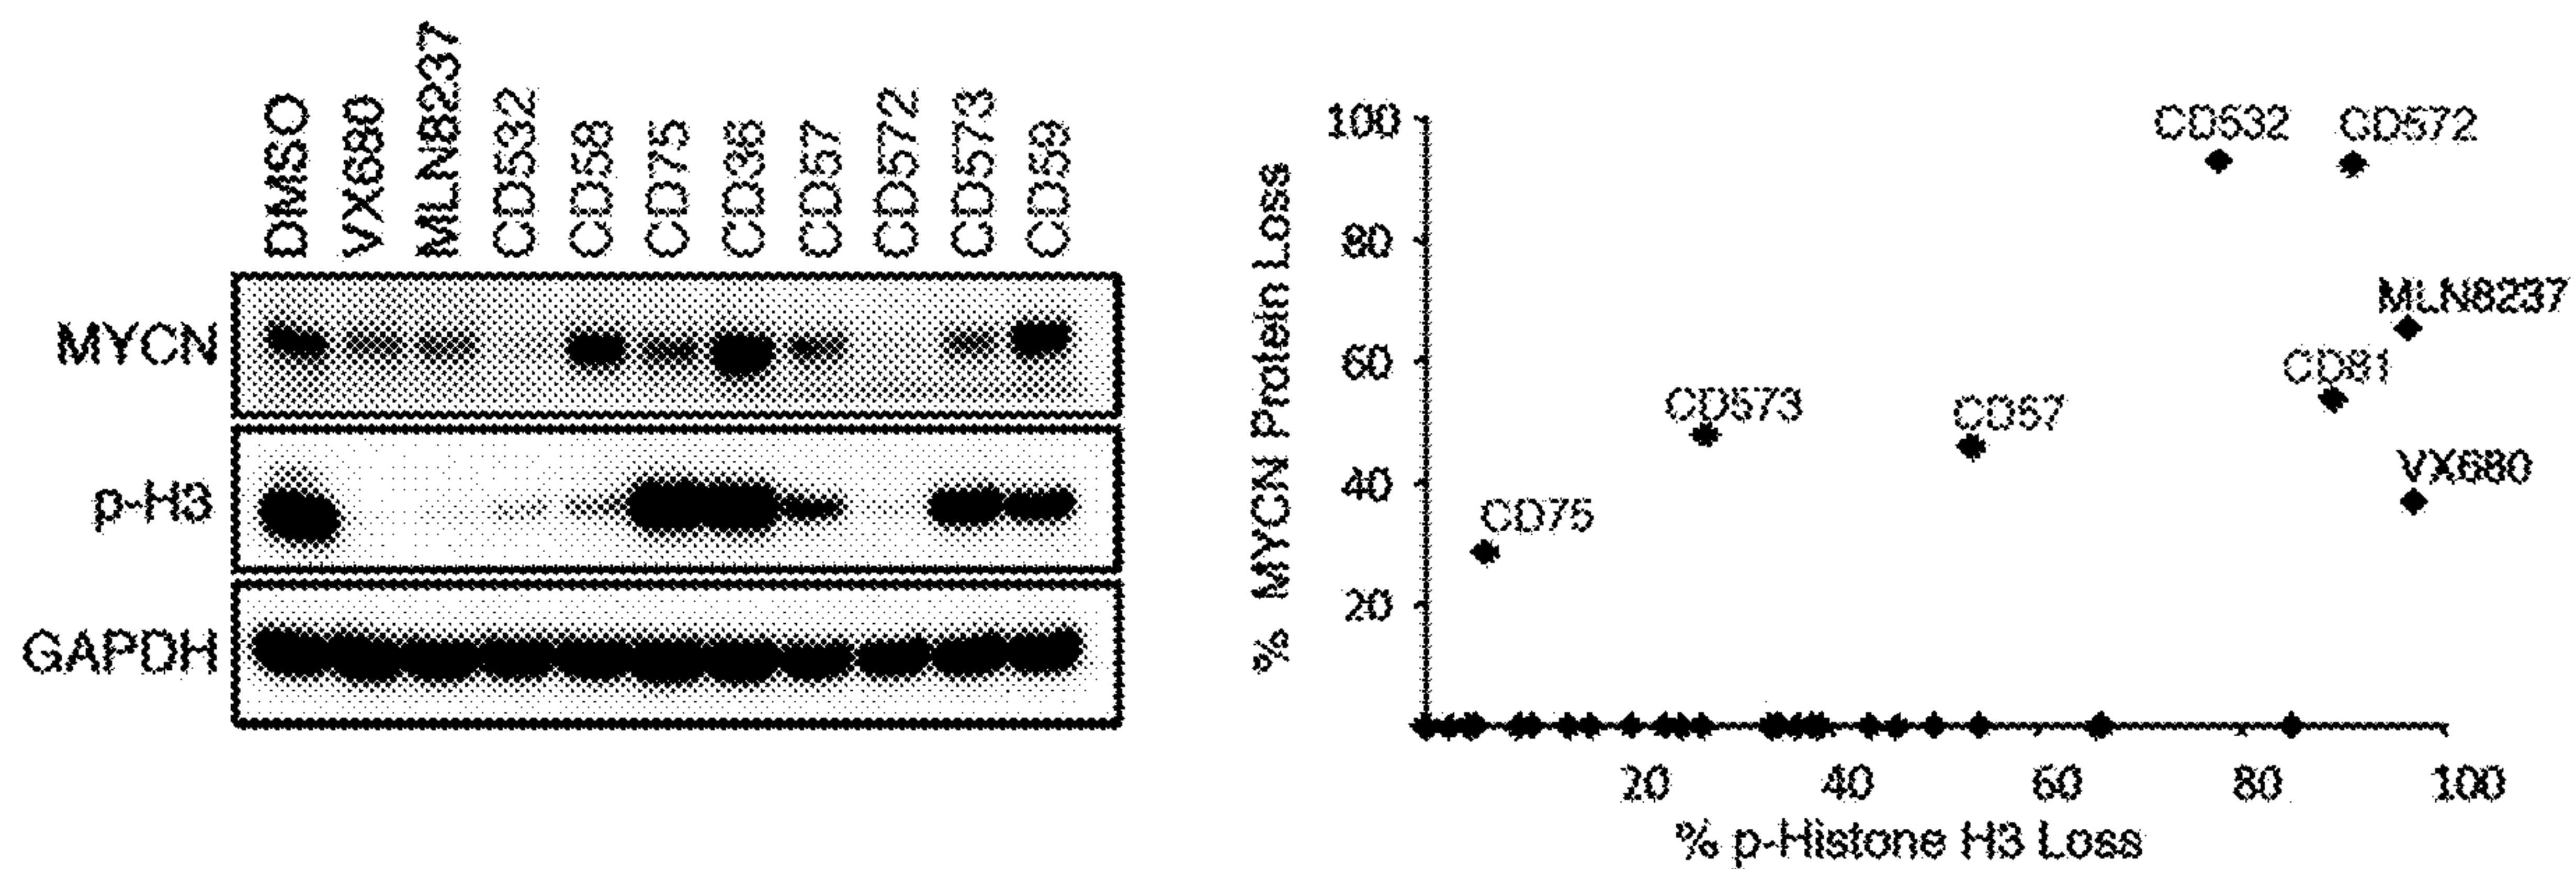 DMSO
VX680
MLN8237
CD532
CD58
CD75
CD36
CD57
CD572
CD573
CD59
MYCN
p-H3
GAPDH
% MYCN Protein Loss
100
80
60
40
20
CD532
CD572
MLN8237
CD81
CD573
CD57
VX680
CD75
20 40 60 80 100
% p-Histone H3 Loss